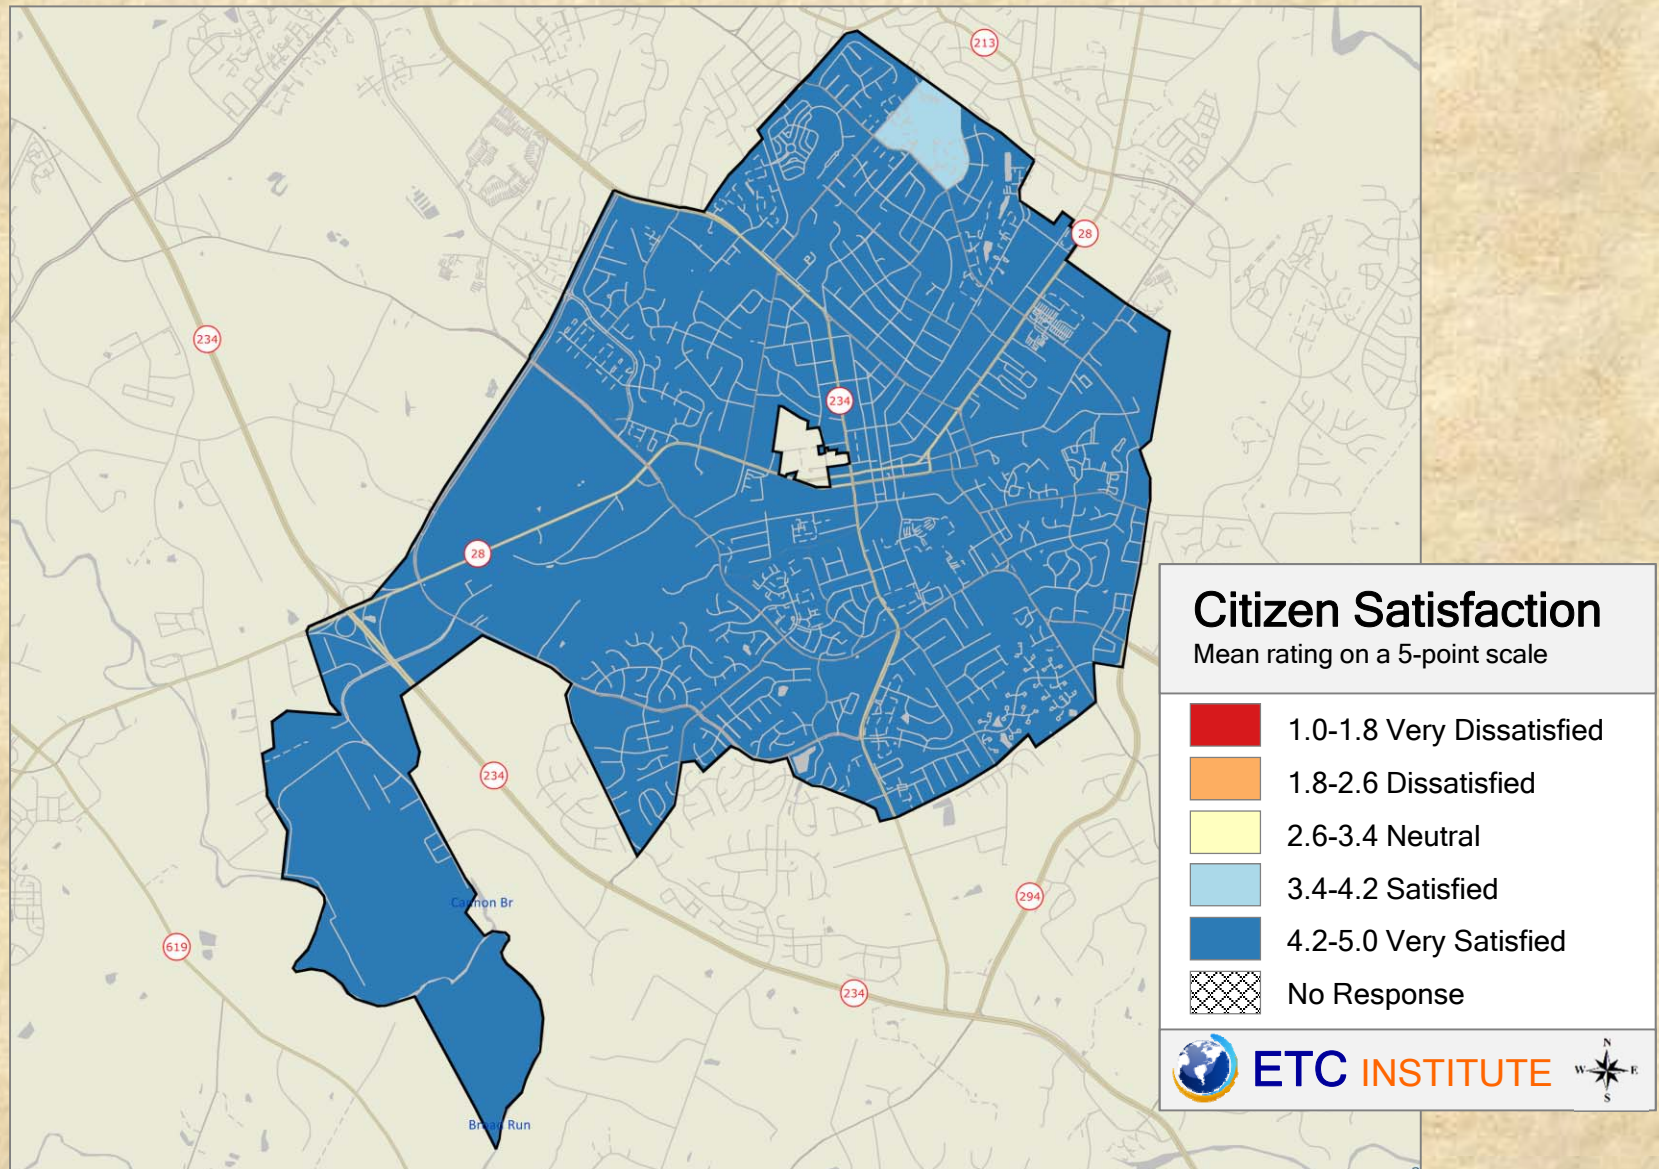 213
28
234
234
28
234
Cannon Br
294
619
234
Broad Run
Citizen Satisfaction
Mean rating on a 5-point scale
1.0-1.8 Very Dissatisfied
1.8-2.6 Dissatisfied
2.6-3.4 Neutral
3.4-4.2 Satisfied
4.2-5.0 Very Satisfied
No Response
ETC INSTITUTE
N
W E
S